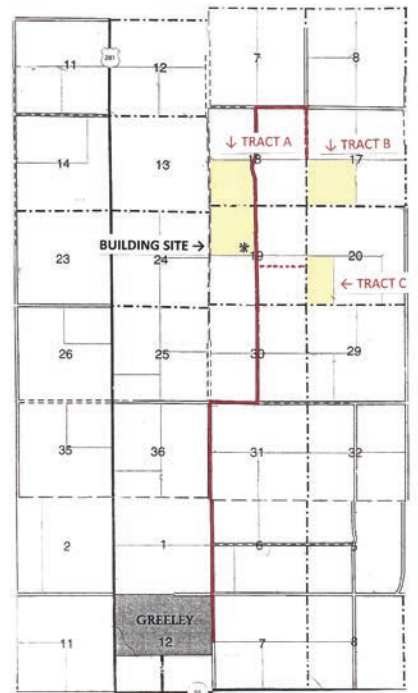 7 8
11 281 12
↓ TRACT A ↓ TRACT B
14 13 18 17
BUILDING SITE →
23 24 19 20
← TRACT C
26 25 30 29
35 36 31 32
2 1 6 5
GREELEY
11 12 7 8